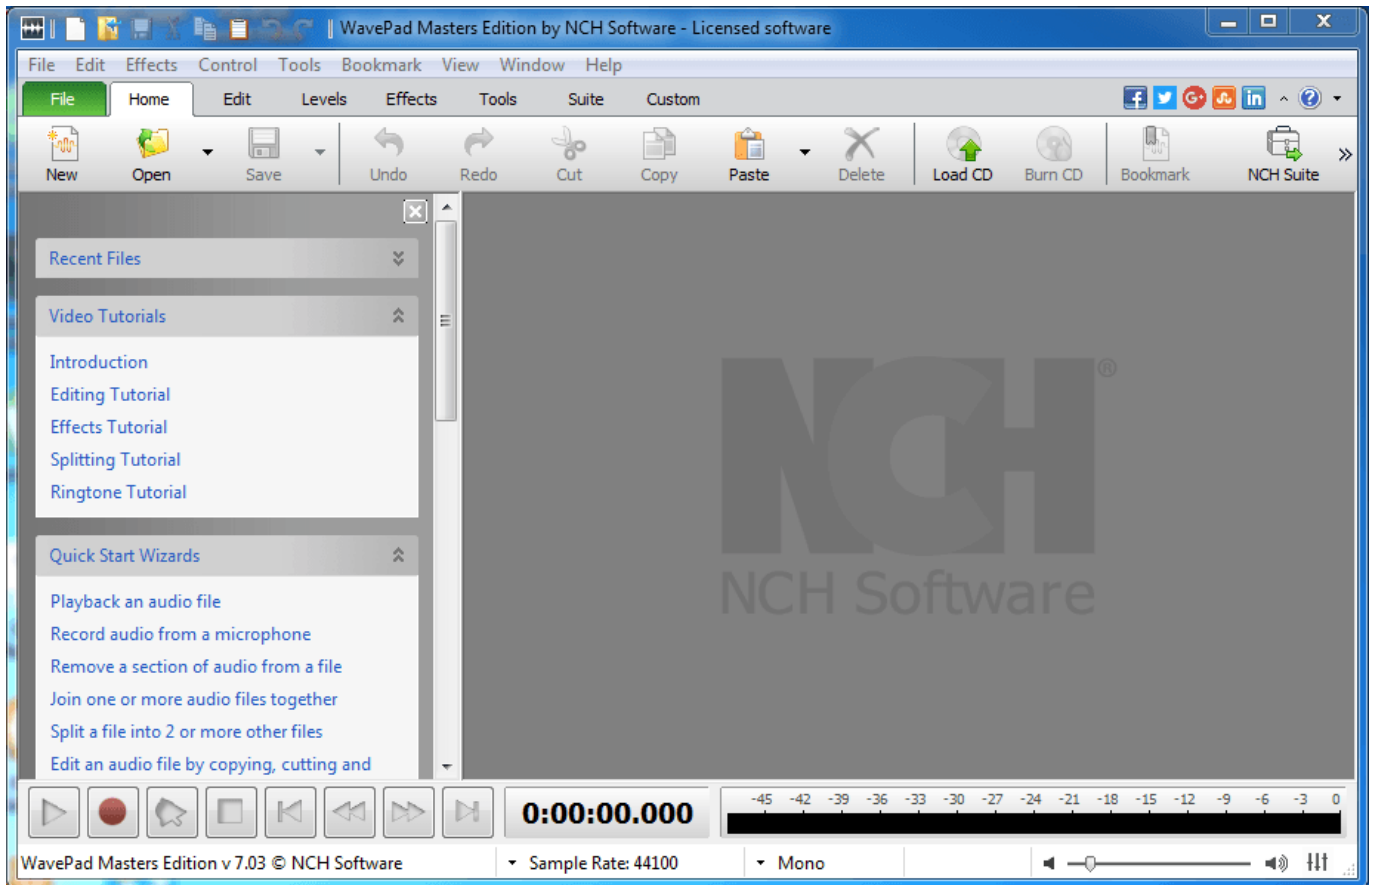 WavePad Masters Edition by NCH Software - Licensed software
File Edit Effects Control Tools Bookmark View Window Help
File Home Edit Levels Effects Tools Suite Custom
New Open Save Undo Redo Cut Copy Paste Delete Load CD Burn CD Bookmark NCH Suite
Recent Files
Video Tutorials
Introduction
Editing Tutorial
Effects Tutorial
Splitting Tutorial
Ringtone Tutorial
Quick Start Wizards
Playback an audio file
Record audio from a microphone
Remove a section of audio from a file
Join one or more audio files together
Split a file into 2 or more other files
Edit an audio file by copying, cutting and
NCH®
NCH Software
0:00:00.000
-45 -42 -39 -36 -33 -30 -27 -24 -21 -18 -15 -12 -9 -6 -3 0
WavePad Masters Edition v 7.03 © NCH Software
Sample Rate: 44100
Mono